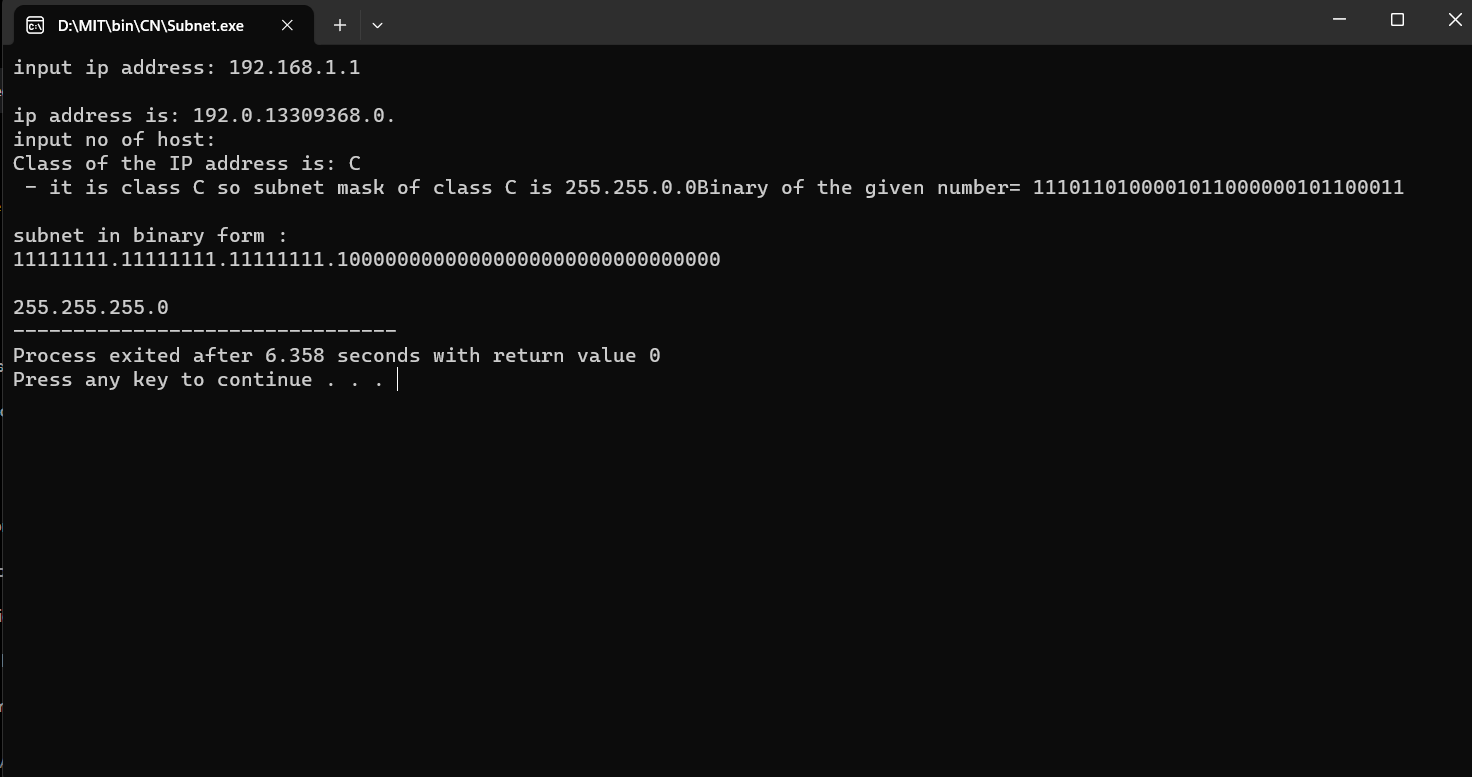 D:\MIT\bin\CN\Subnet.exe
input ip address: 192.168.1.1
ip address is: 192.0.13309368.0.
input no of host:
Class of the IP address is: C
- it is class C so subnet mask of class C is 255.255.0.0Binary of the given number= 1110110100001011000000101100011
subnet in binary form :
11111111.11111111.11111111.10000000000000000000000000000000
255.255.255.0
--------------------------------
Process exited after 6.358 seconds with return value 0
Press any key to continue . . .